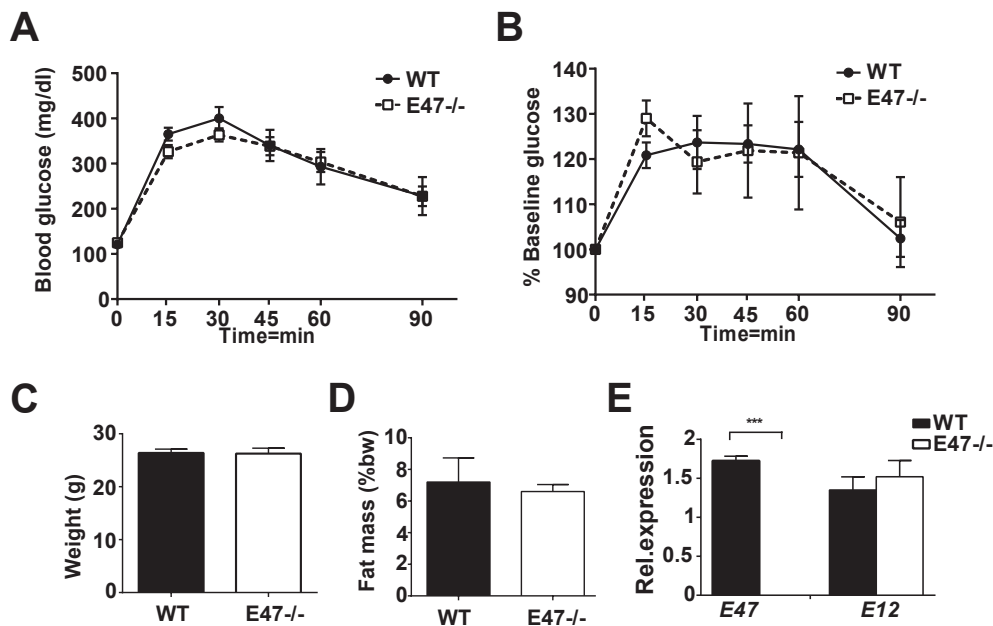 A
Blood glucose (mg/dl)
500
400
300
200
100
0
0 15 30 45 60 90
Time=min
WT
E47-/-
B
% Baseline glucose
140
130
120
110
100
90
0 15 30 45 60 90
Time=min
WT
E47-/-
C
Weight (g)
30
20
10
0
WT E47-/-
D
Fat mass (%bw)
10
8
6
4
2
0
WT E47-/-
E
Rel.expression
2
1.5
1
0.5
0
***
WT
E47-/-
E47 E12